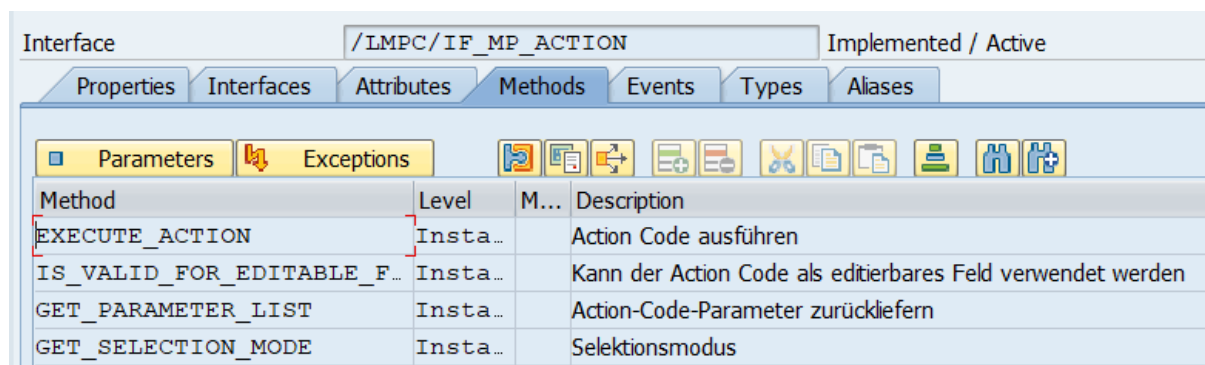 Interface /LMPC/IF_MP_ACTION Implemented / Active
Properties Interfaces Attributes Methods Events Types Aliases
Parameters Exceptions
Method Level M... Description
EXECUTE_ACTION Insta… Action Code ausführen
IS_VALID_FOR_EDITABLE_F… Insta… Kann der Action Code als editierbares Feld verwendet werden
GET_PARAMETER_LIST Insta… Action-Code-Parameter zurückliefern
GET_SELECTION_MODE Insta… Selektionsmodus